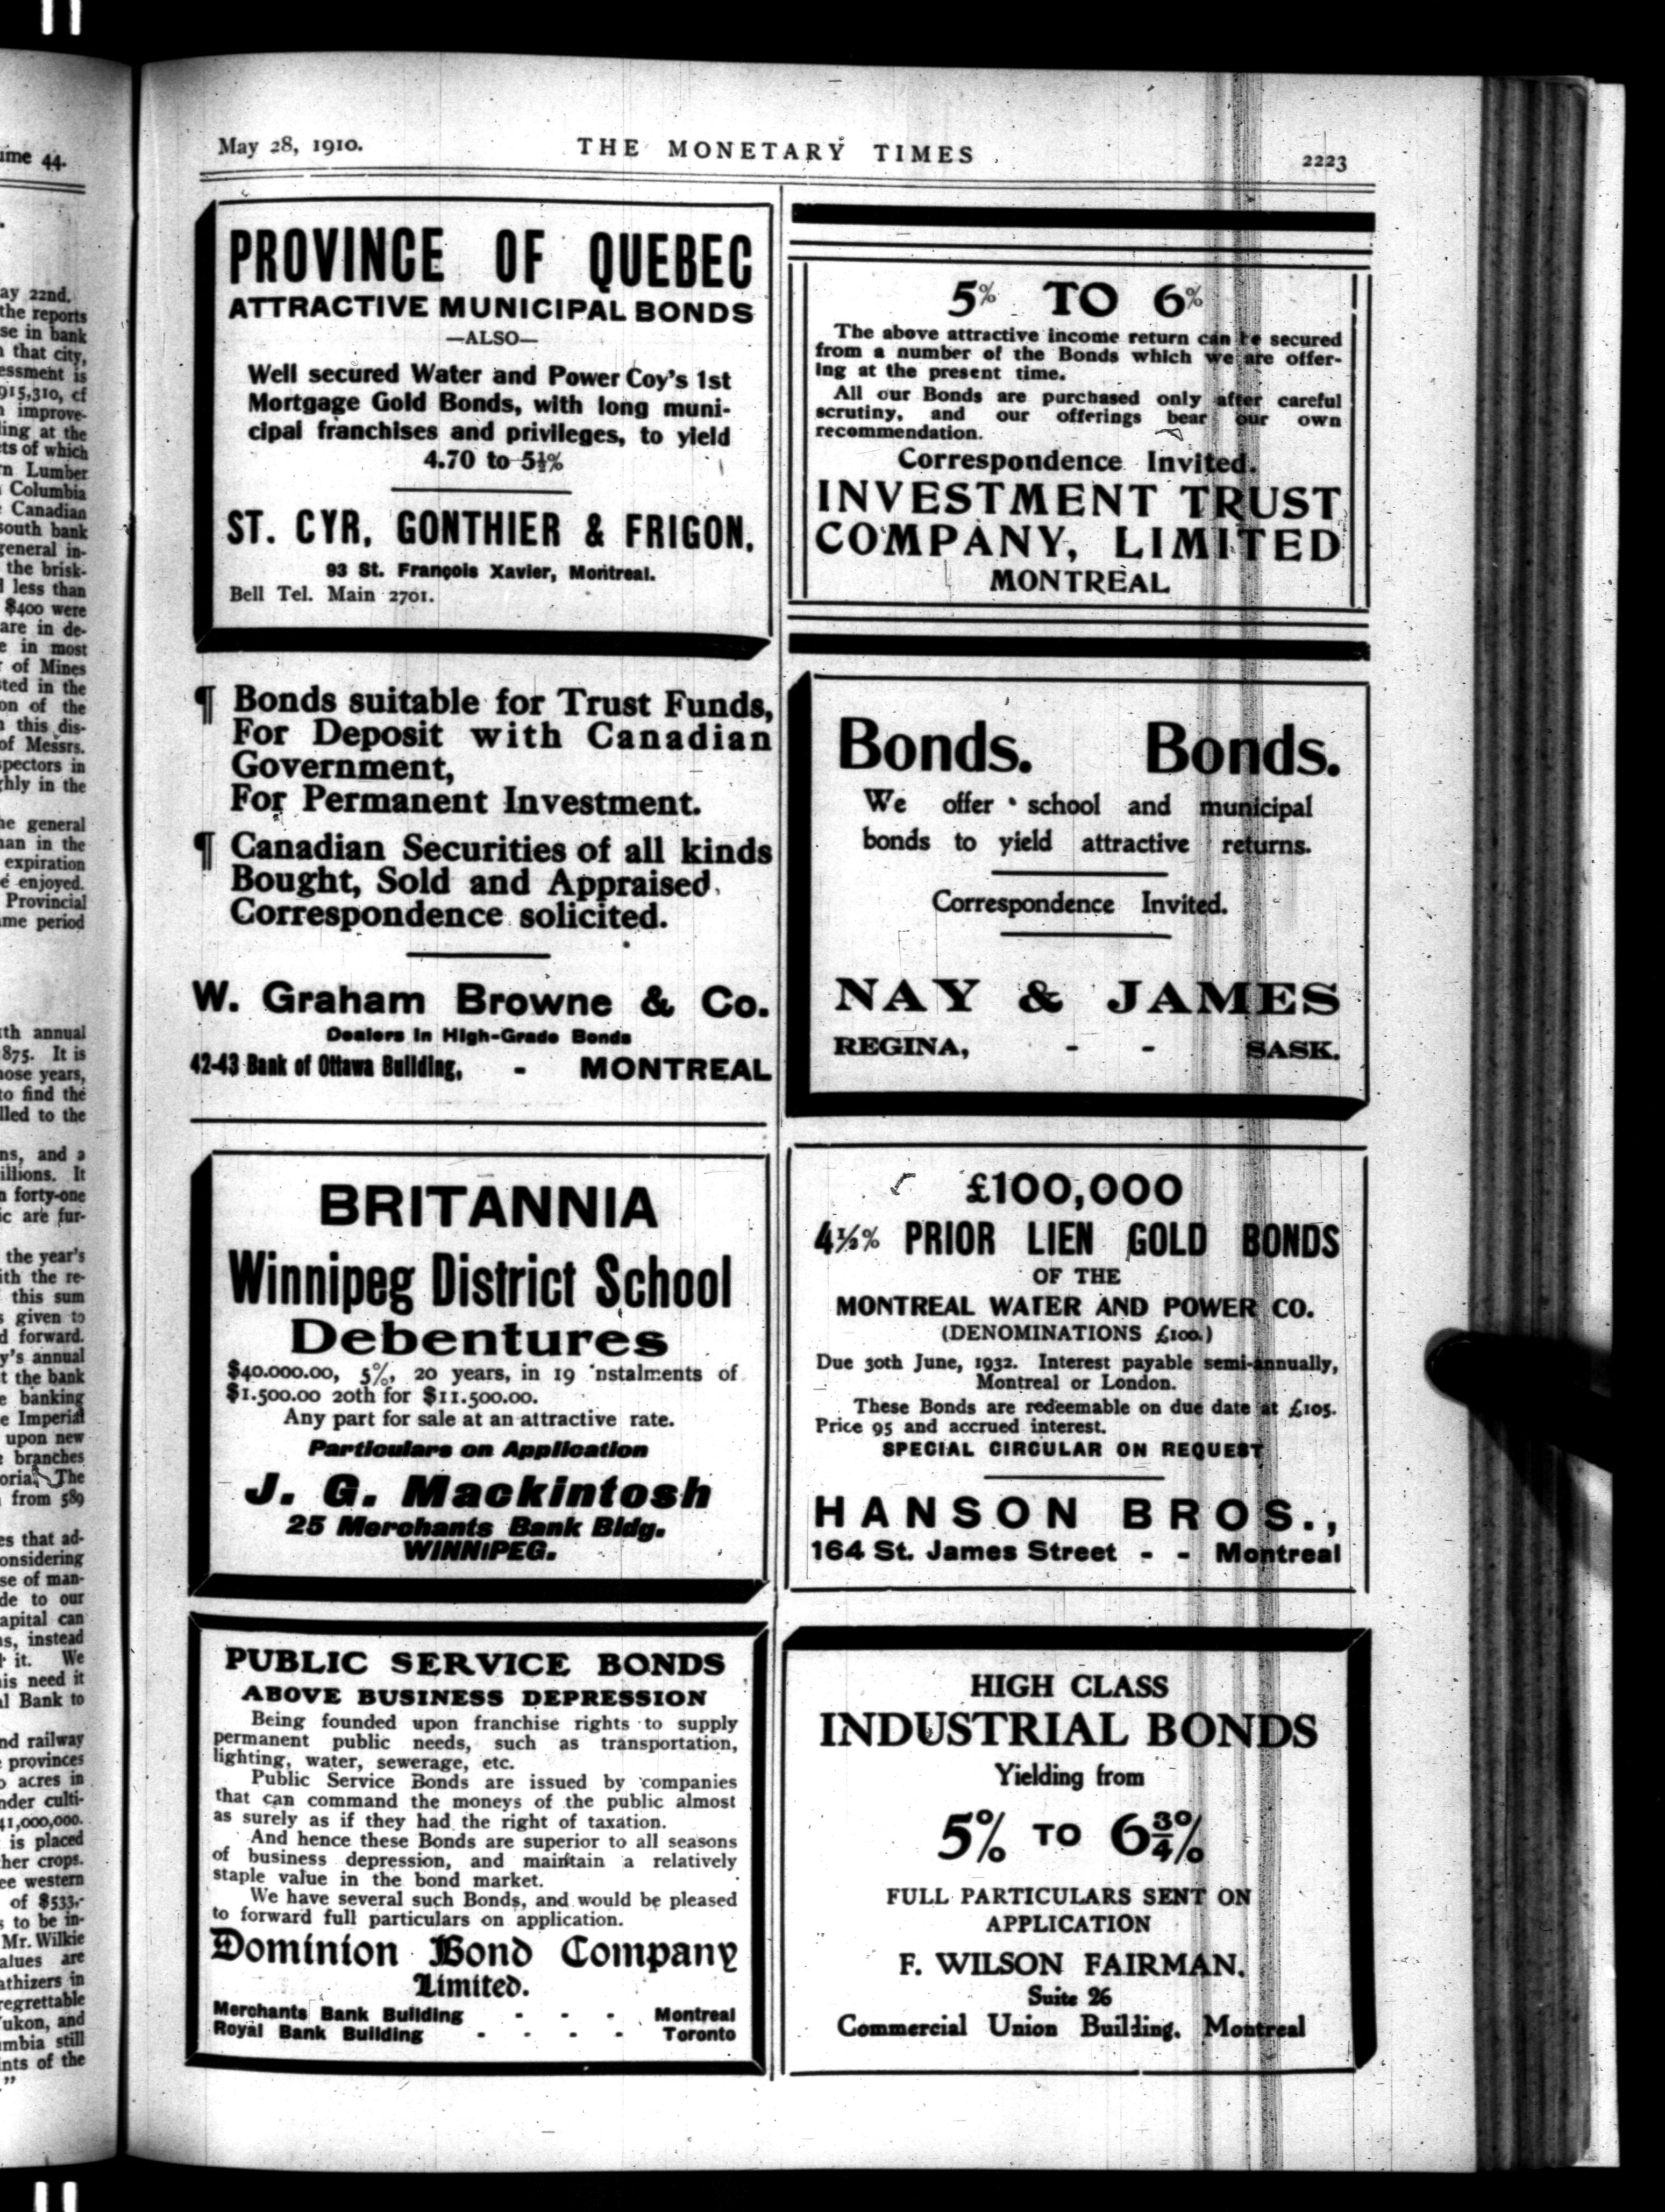 May 28, 1910.
THE MONETARY TIMES
2223
PROVINCE OF QUEBEC
ATTRACTIVE MUNICIPAL BONDS
—ALSO—
Well secured Water and Power Coy's 1st
Mortgage Gold Bonds, with long muni-
cipal franchises and privileges, to yield
4.70 to 5½%
ST. CYR, GONTHIER & FRIGON,
93 St. François Xavier, Montreal.
Bell Tel. Main 2701.
¶ Bonds suitable for Trust Funds,
For Deposit with Canadian
Government,
For Permanent Investment.
¶ Canadian Securities of all kinds
Bought, Sold and Appraised.
Correspondence solicited.
W. Graham Browne & Co.
Dealers in High-Grade Bonds
42-43 Bank of Ottawa Building, - MONTREAL
BRITANNIA
Winnipeg District School
Debentures
$40.000.00, 5%, 20 years, in 19 nstalments of
$1.500.00 20th for $11.500.00.
Any part for sale at an attractive rate.
Particulars on Application
J. G. Mackintosh
25 Merchants Bank Bldg.
WINNIPEG.
PUBLIC SERVICE BONDS
ABOVE BUSINESS DEPRESSION
Being founded upon franchise rights to supply
permanent public needs, such as transportation,
lighting, water, sewerage, etc.
Public Service Bonds are issued by companies
that can command the moneys of the public almost
as surely as if they had the right of taxation.
And hence these Bonds are superior to all seasons
of business depression, and maintain a relatively
staple value in the bond market.
We have several such Bonds, and would be pleased
to forward full particulars on application.
Dominion Bond Company
Limited.
Merchants Bank Building - - - Montreal
Royal Bank Building - - - - Toronto
5% TO 6%
The above attractive income return can be secured
from a number of the Bonds which we are offer-
ing at the present time.
All our Bonds are purchased only after careful
scrutiny, and our offerings bear our own
recommendation.
Correspondence Invited.
INVESTMENT TRUST
COMPANY, LIMITED
MONTREAL
Bonds. Bonds.
We offer school and municipal
bonds to yield attractive returns.
Correspondence Invited.
NAY & JAMES
REGINA, - - SASK.
£100,000
4½% PRIOR LIEN GOLD BONDS
OF THE
MONTREAL WATER AND POWER CO.
(DENOMINATIONS £100.)
Due 30th June, 1932. Interest payable semi-annually,
Montreal or London.
These Bonds are redeemable on due date at £105.
Price 95 and accrued interest.
SPECIAL CIRCULAR ON REQUEST
HANSON BROS.,
164 St. James Street - - Montreal
HIGH CLASS
INDUSTRIAL BONDS
Yielding from
5% TO 6¾%
FULL PARTICULARS SENT ON
APPLICATION
F. WILSON FAIRMAN.
Suite 26
Commercial Union Building. Montreal